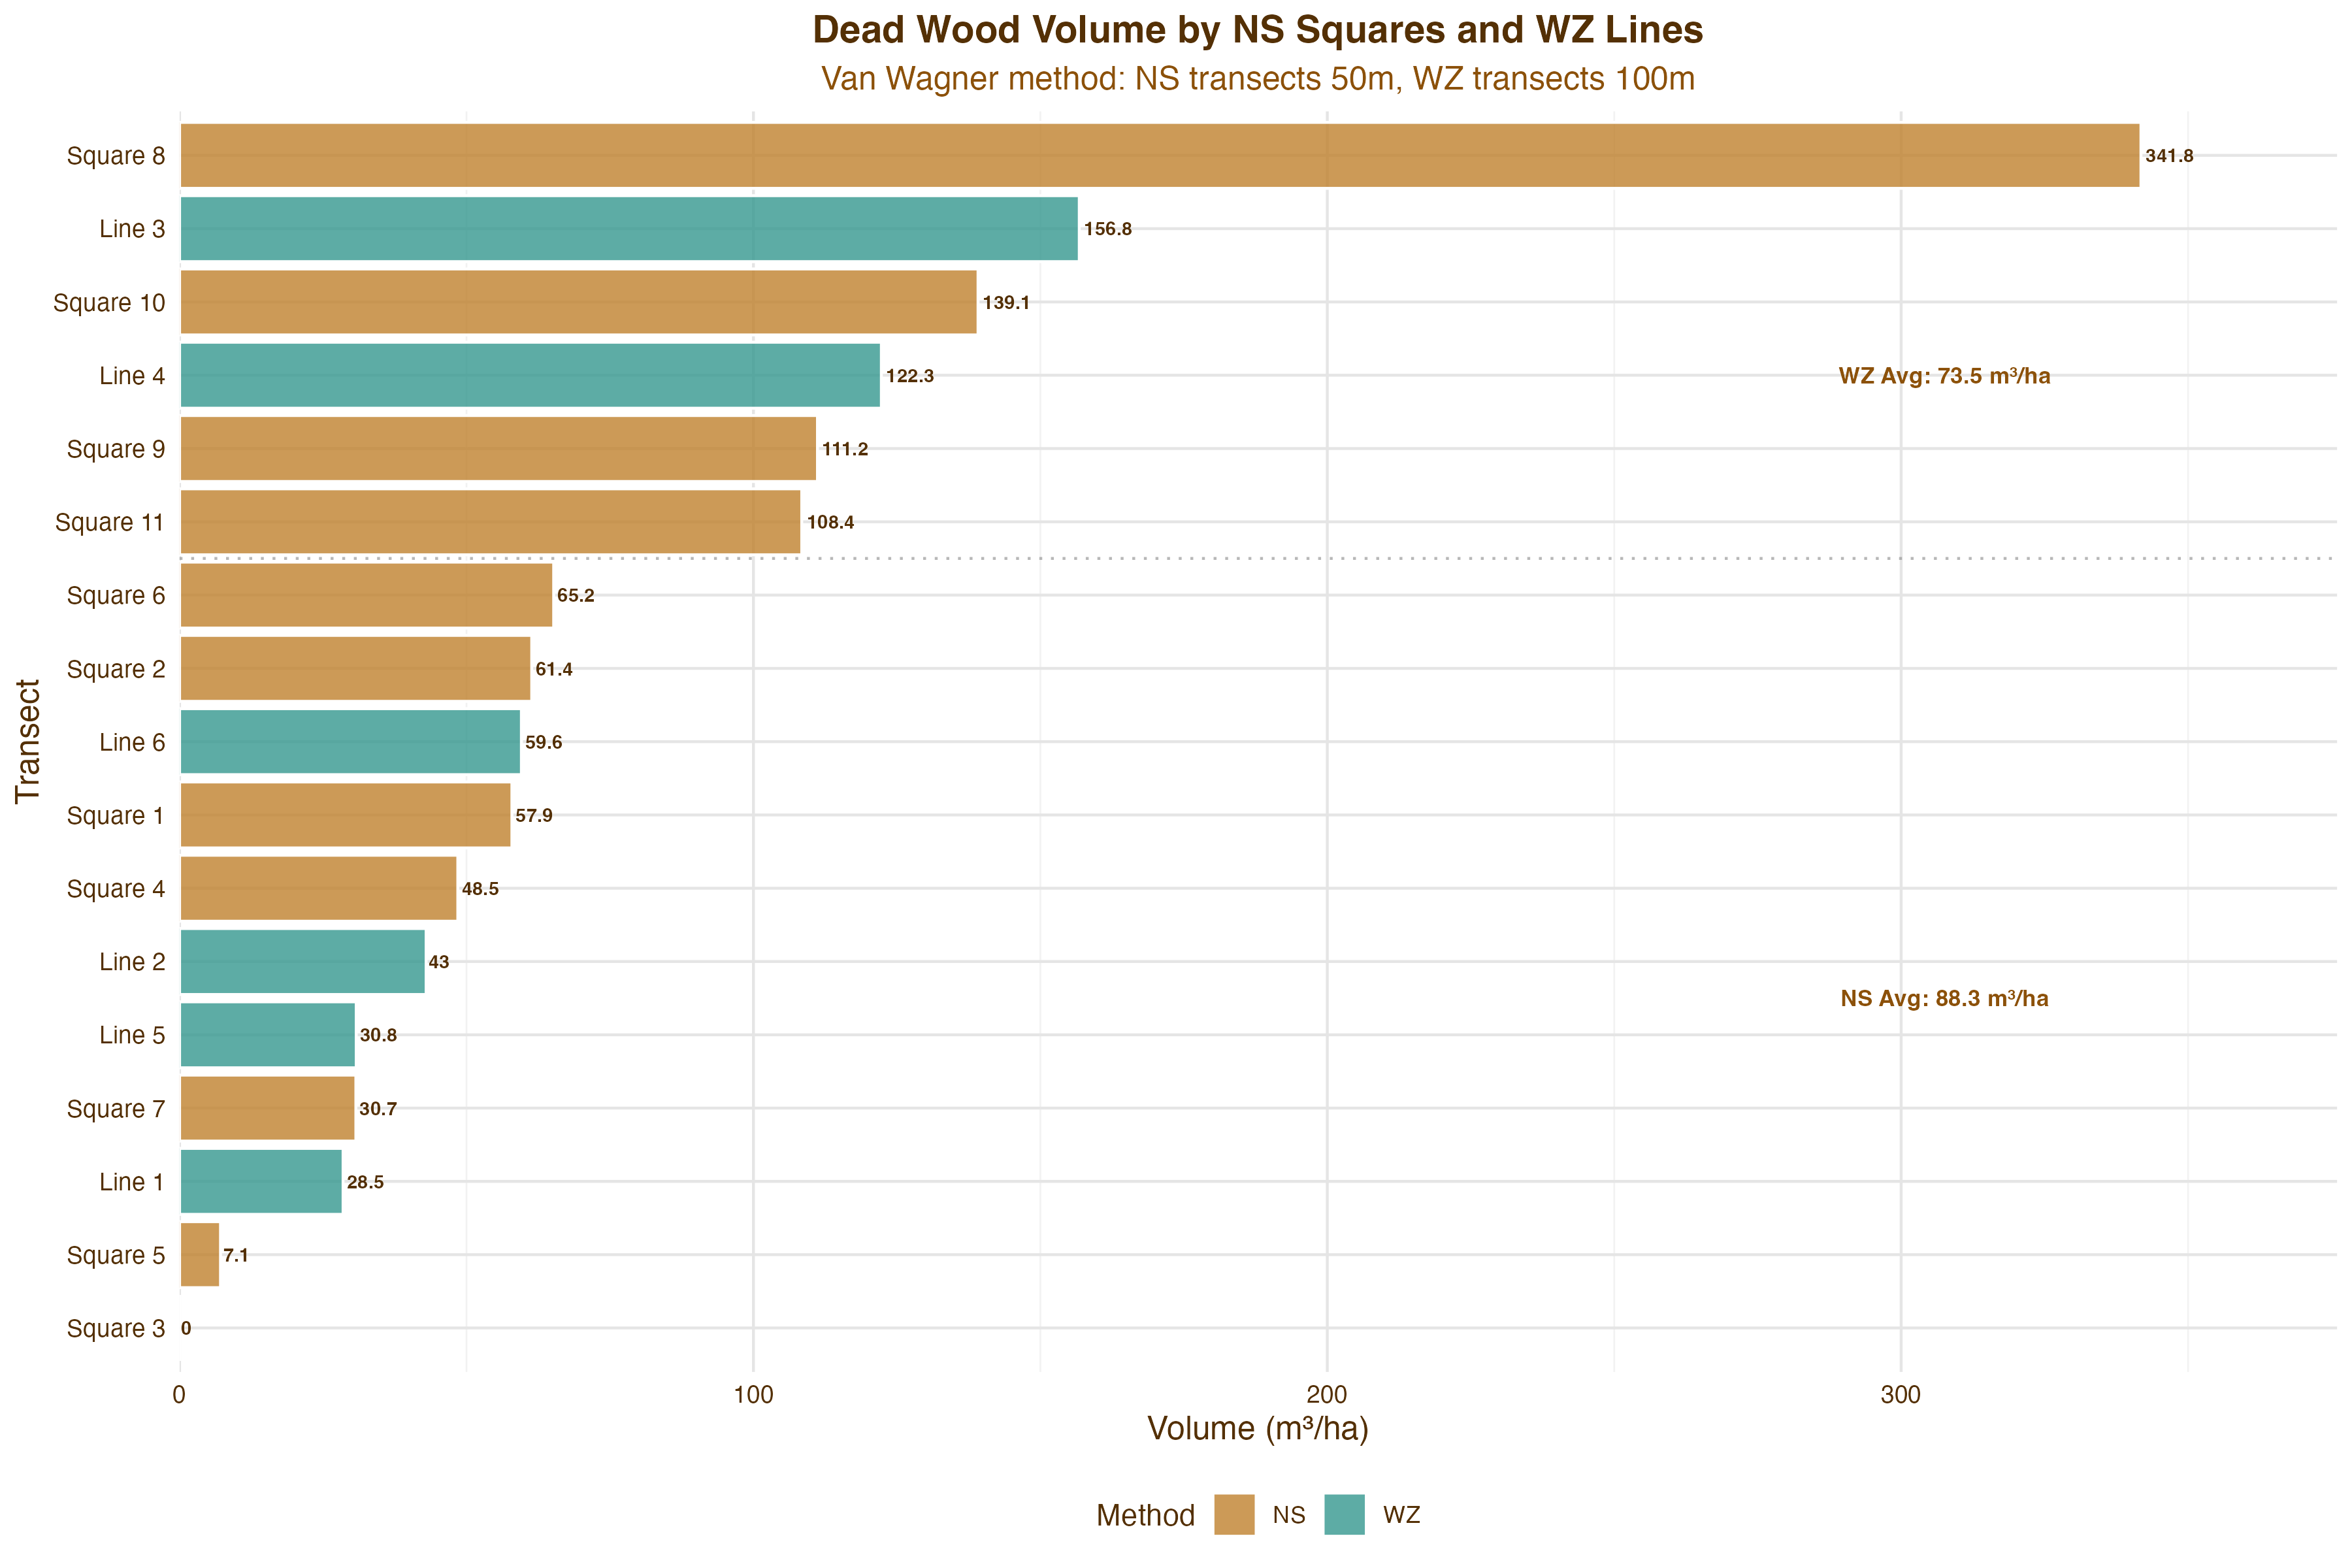 Dead Wood Volume by NS Squares and WZ Lines
Van Wagner method: NS transects 50m, WZ transects 100m
Transect
Square 8 341.8
Line 3 156.8
Square 10 139.1
Line 4 122.3 WZ Avg: 73.5 m³/ha
Square 9 111.2
Square 11 108.4
Square 6 65.2
Square 2 61.4
Line 6 59.6
Square 1 57.9
Square 4 48.5
Line 2 43
NS Avg: 88.3 m³/ha
Line 5 30.8
Square 7 30.7
Line 1 28.5
Square 5 7.1
Square 3 0
0 100 200 300
Volume (m³/ha)
Method NS WZ